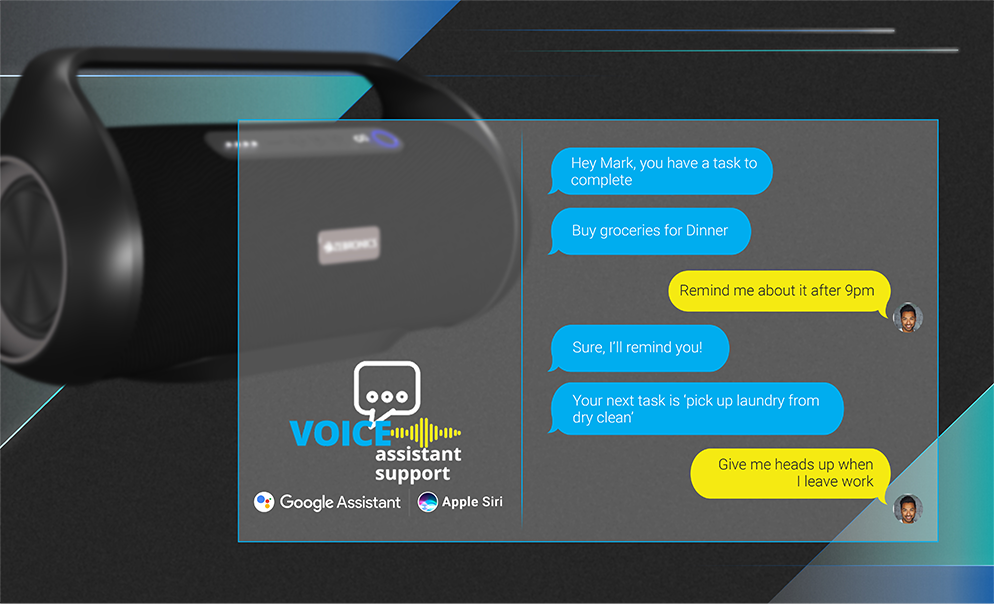 ZEBRONICS
VOICE
assistant
support
Google Assistant
Apple Siri
Hey Mark, you have a task to
complete
Buy groceries for Dinner
Remind me about it after 9pm
Sure, I'll remind you!
Your next task is ‘pick up laundry from
dry clean’
Give me heads up when
I leave work